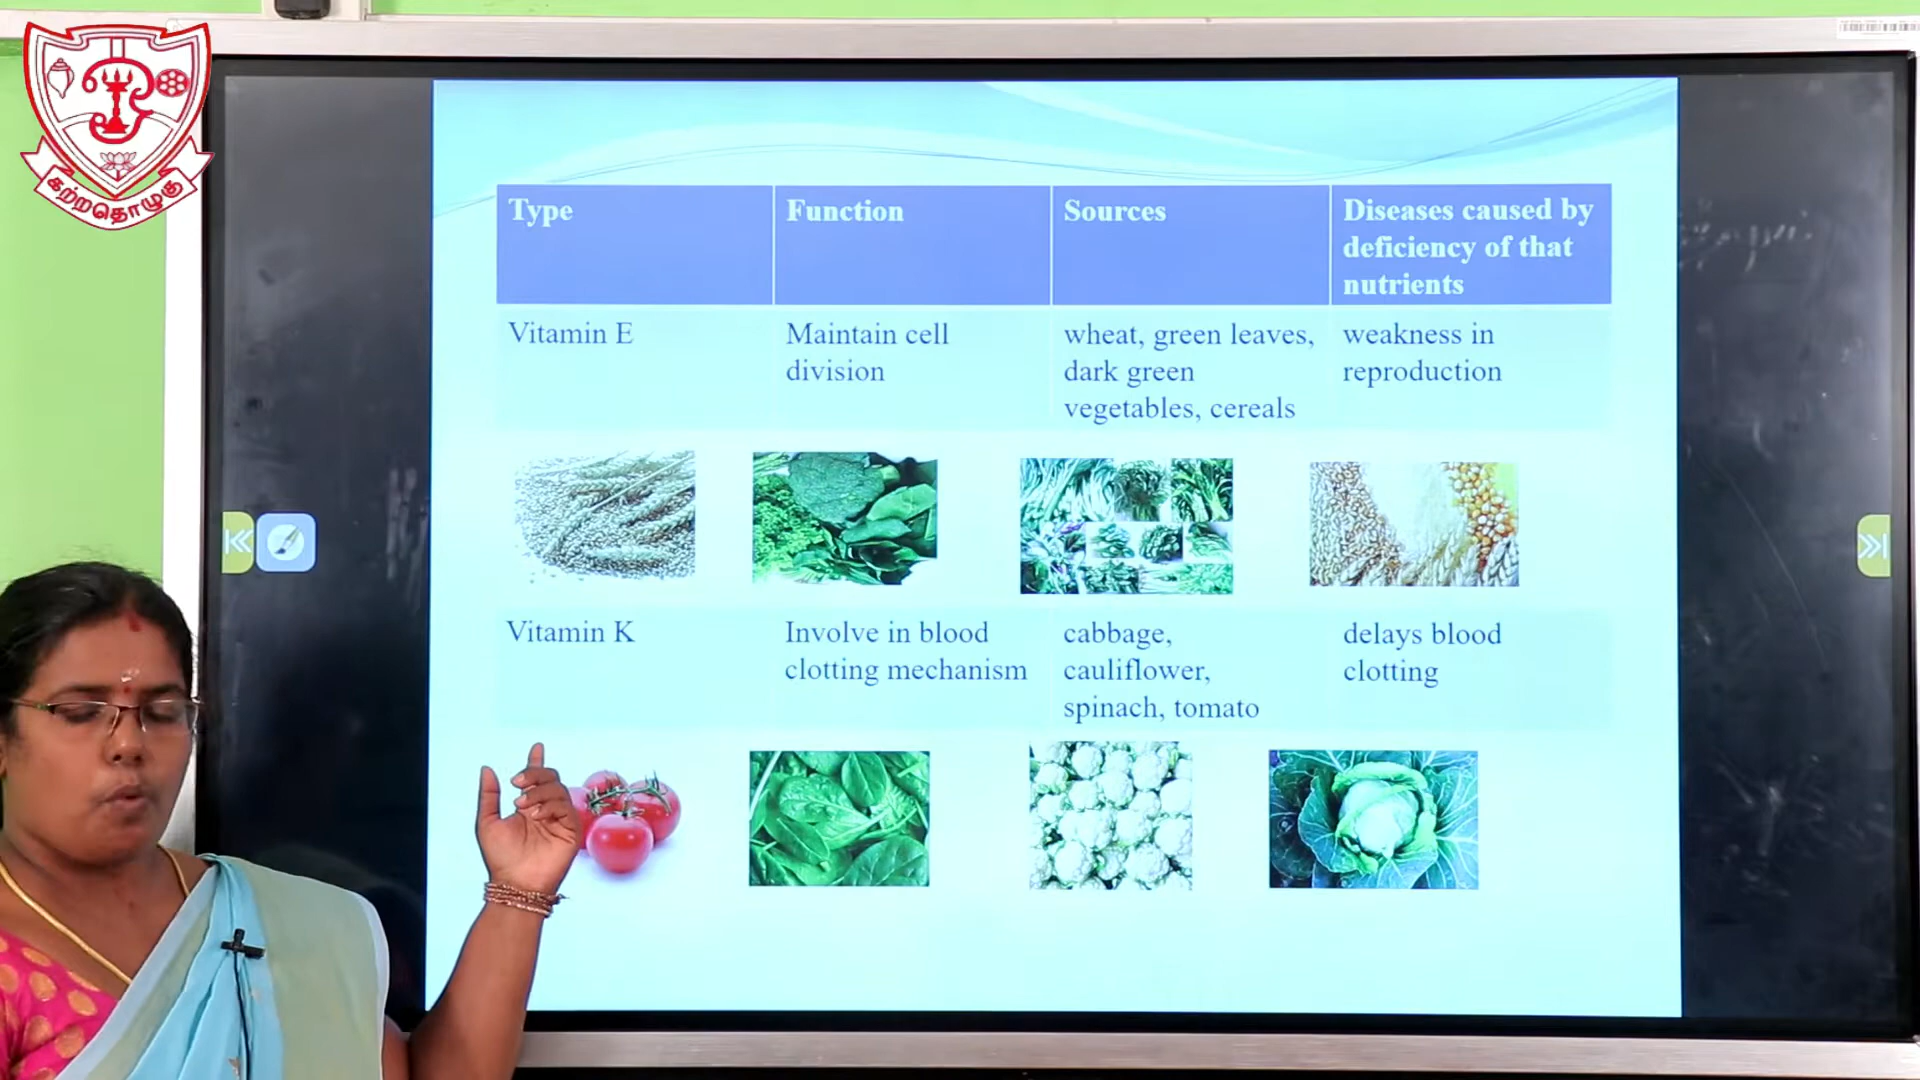 கற்றதொழுகு
Type
Function
Sources
Diseases caused by
deficiency of that
nutrients
Vitamin E
Maintain cell
division
wheat, green leaves,
dark green
vegetables, cereals
weakness in
reproduction
Vitamin K
Involve in blood
clotting mechanism
cabbage,
cauliflower,
spinach, tomato
delays blood
clotting